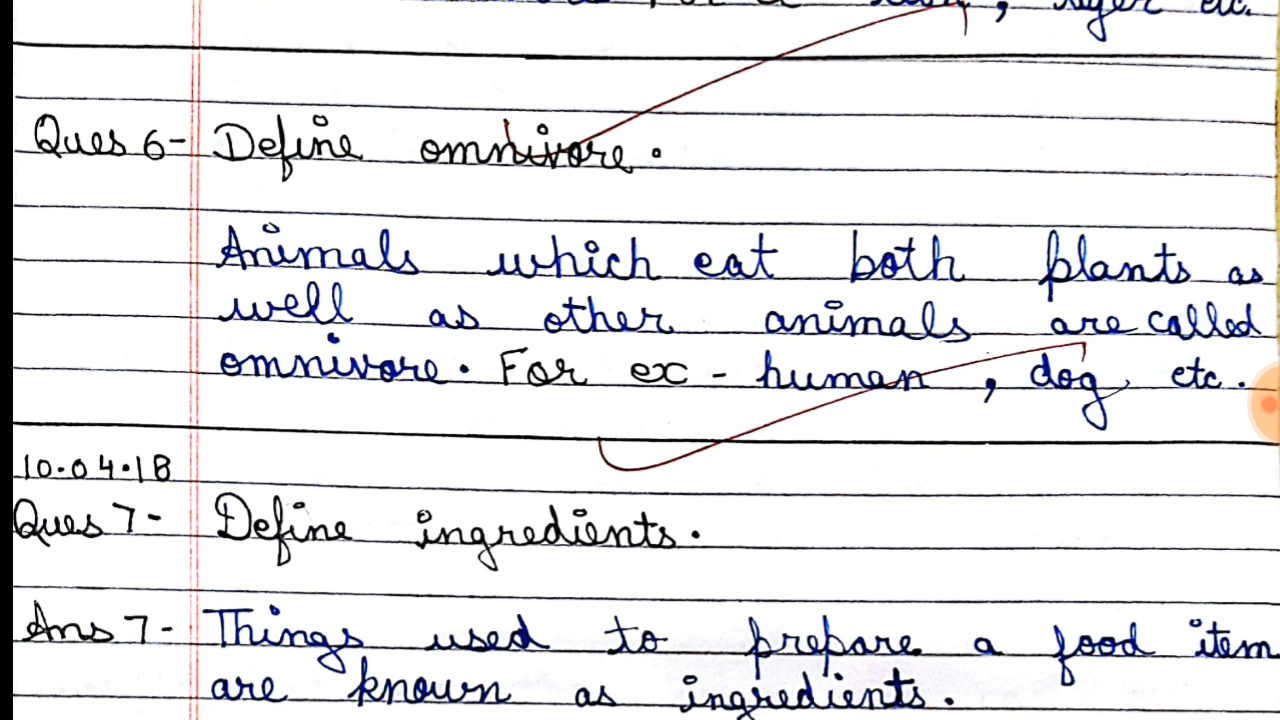 , tiger etc.
Ques 6- Define omnivore.
Animals which eat both plants as
well as other animals are called
omnivore. For ex - human, dog, etc.
10.04.18
Ques 7- Define ingredients.
Ans 7- Things used to prepare a food item
are known as ingredients.